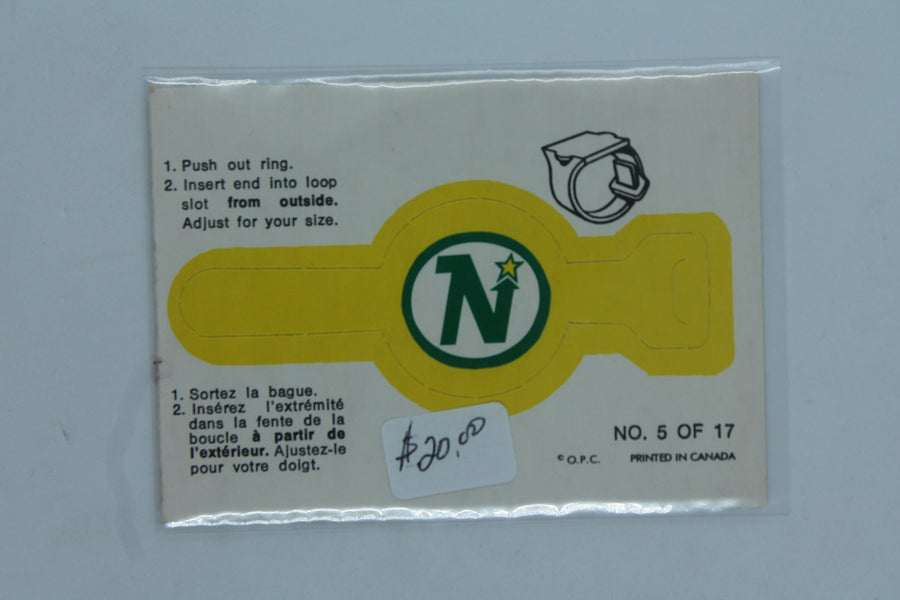 1. Push out ring.
2. Insert end into loop
slot from outside.
Adjust for your size.
N
1. Sortez la bague.
2. Insérez l'extrémité
dans la fente de la
boucle à partir de
l'extérieur. Ajustez-le
pour votre doigt.
$20.00
NO. 5 OF 17
© O.P.C. PRINTED IN CANADA